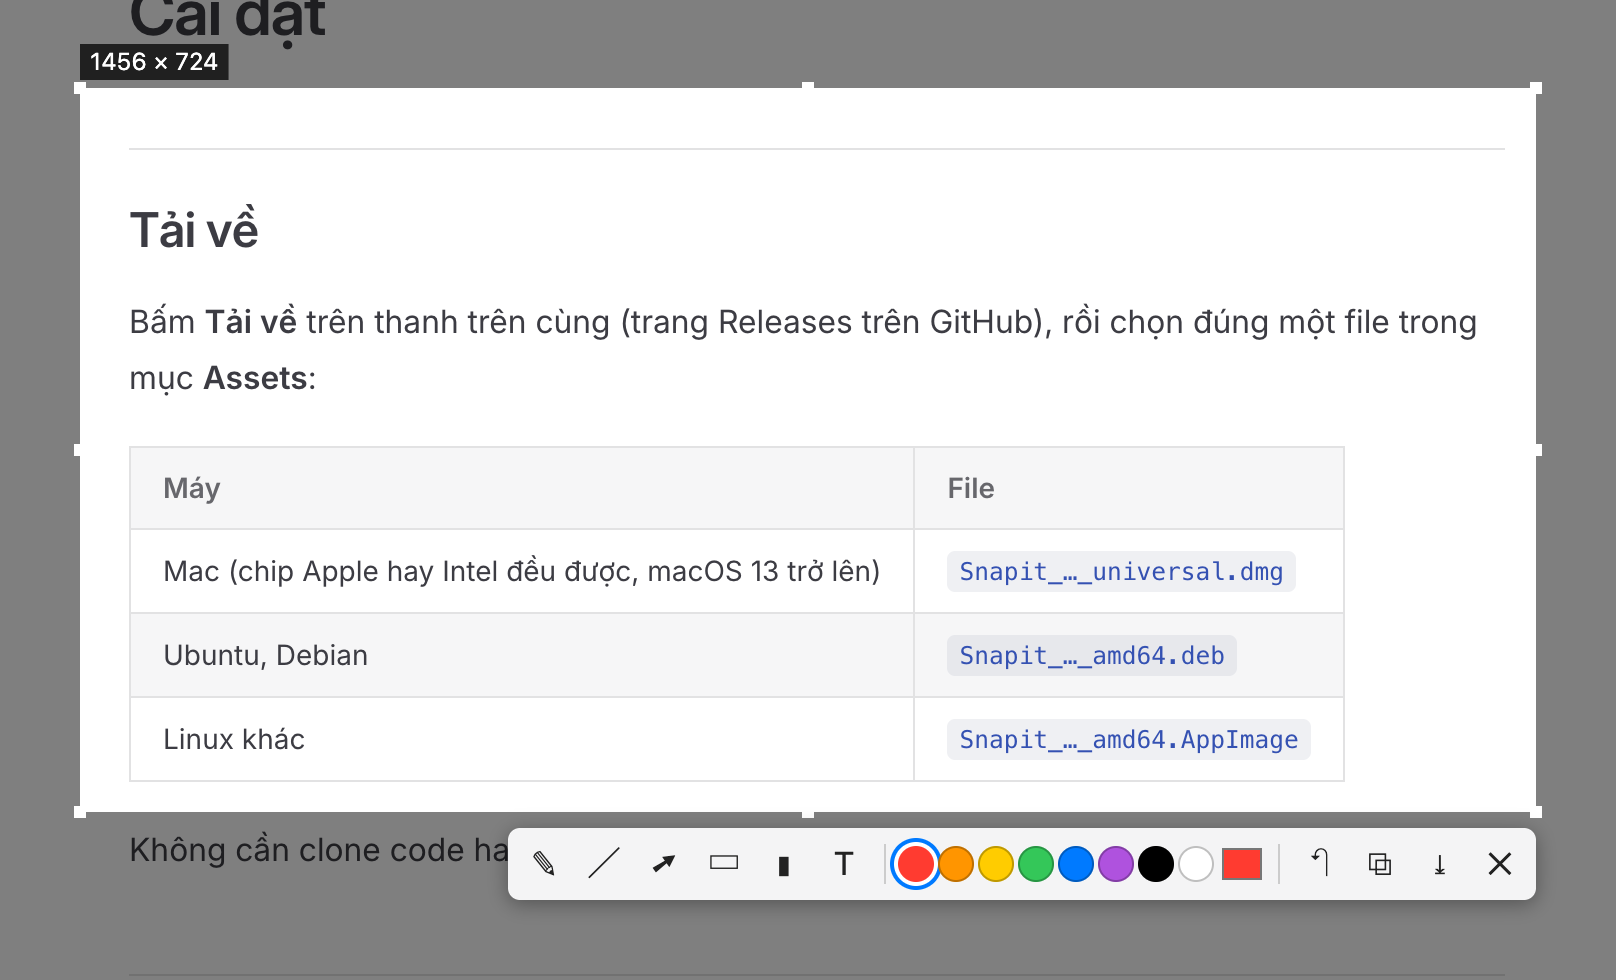 Cài đặt
1456 × 724
Tải về
Bấm Tải về trên thanh trên cùng (trang Releases trên GitHub), rồi chọn đúng một file trong
mục Assets:
Máy File
Mac (chip Apple hay Intel đều được, macOS 13 trở lên) Snapit_…_universal.dmg
Ubuntu, Debian Snapit_…_amd64.deb
Linux khác Snapit_…_amd64.AppImage
Không cần clone code ha
T